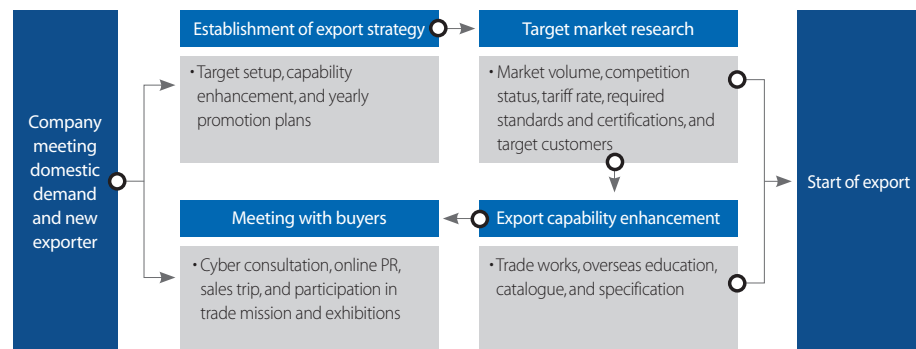 Company
meeting
domestic
demand
and new
exporter
Establishment of export strategy
• Target setup, capability
enhancement, and yearly
promotion plans
Target market research
• Market volume, competition
status, tariff rate, required
standards and certifications, and
target customers
Meeting with buyers
• Cyber consultation, online PR,
sales trip, and participation in
trade mission and exhibitions
Export capability enhancement
• Trade works, overseas education,
catalogue, and specification
Start of export